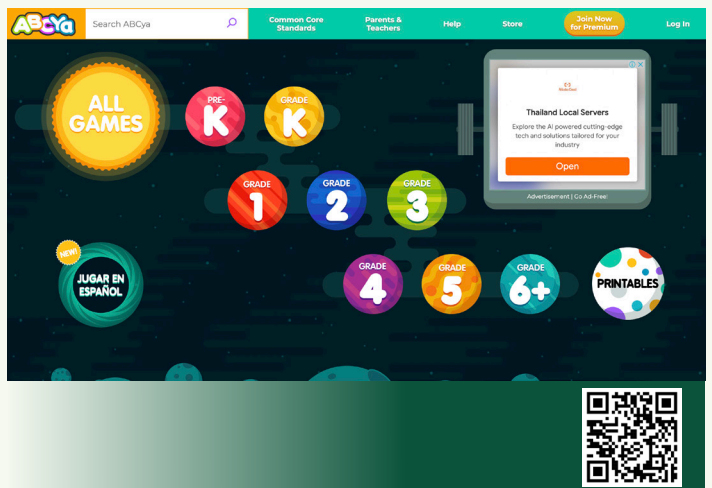 ABCYa
Search ABCya
Common Core
Standards
Parents &
Teachers
Help
Store
Join Now
for Premium
Log In
ALL
GAMES
PRE-
K
GRADE
K
Thailand Local Servers
Explore the AI powered cutting-edge
tech and solutions tailored for your
industry
Open
Advertisement | Go Ad-Free!
GRADE
1
GRADE
2
GRADE
3
NEW!
JUGAR EN
ESPAÑOL
GRADE
4
GRADE
5
GRADE
6+
PRINTABLES